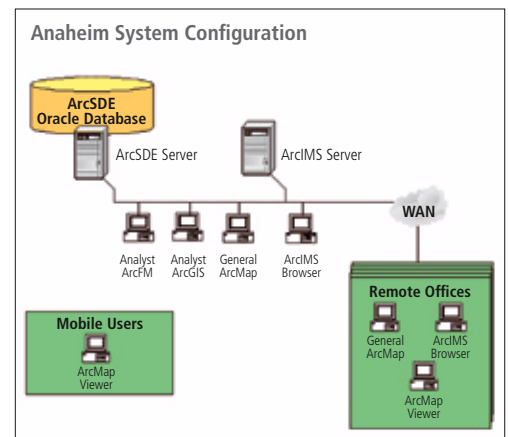 Anaheim System Configuration
ArcSDE
Oracle Database
ArcSDE Server
ArcIMS Server
WAN
Analyst
ArcFM
Analyst
ArcGIS
General
ArcMap
ArcIMS
Browser
Remote Offices
General
ArcMap
ArcIMS
Browser
ArcMap
Viewer
Mobile Users
ArcMap
Viewer